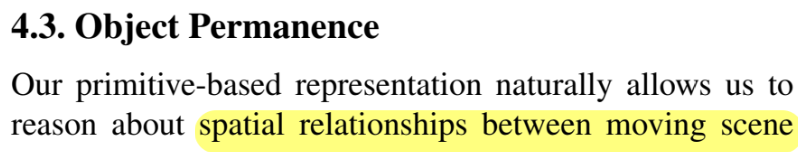 4.3. Object Permanence
Our primitive-based representation naturally allows us to
reason about spatial relationships between moving scene